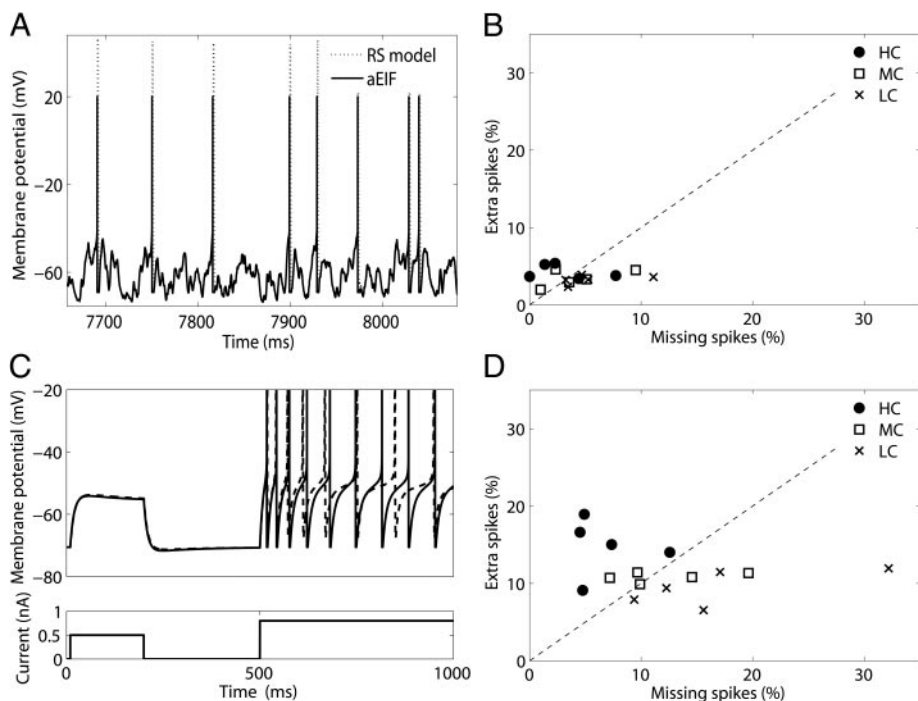 A
Membrane potential (mV)
20
−20
−60
RS model
aEIF
7700
7800
7900
8000
Time (ms)
B
Extra spikes (%)
30
20
10
0
HC
MC
LC
0
10
20
30
Missing spikes (%)
C
Membrane potential (mV)
−20
−40
−60
−80
Current (nA)
1
0.5
0
0
500
1000
Time (ms)
D
Extra spikes (%)
30
20
10
0
HC
MC
LC
0
10
20
30
Missing spikes (%)